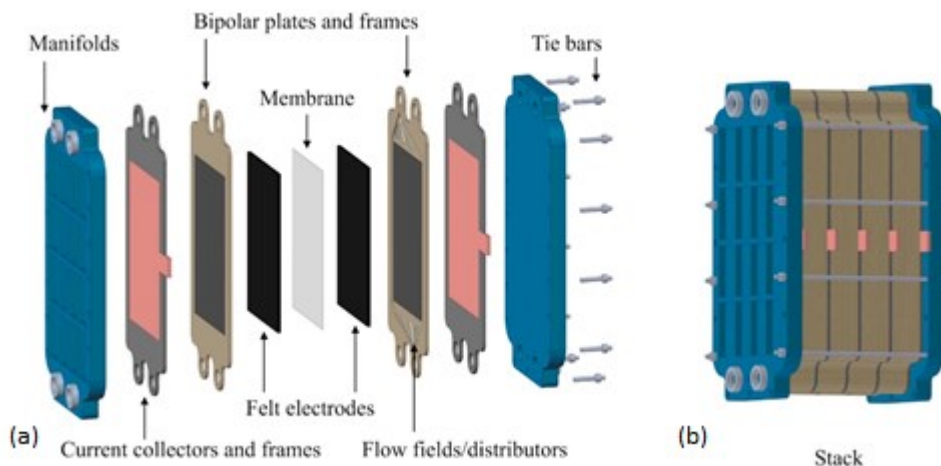 Bipolar plates and frames
Manifolds
Tie bars
Membrane
Felt electrodes
(a)
Current collectors and frames
Flow fields/distributors
(b)
Stack